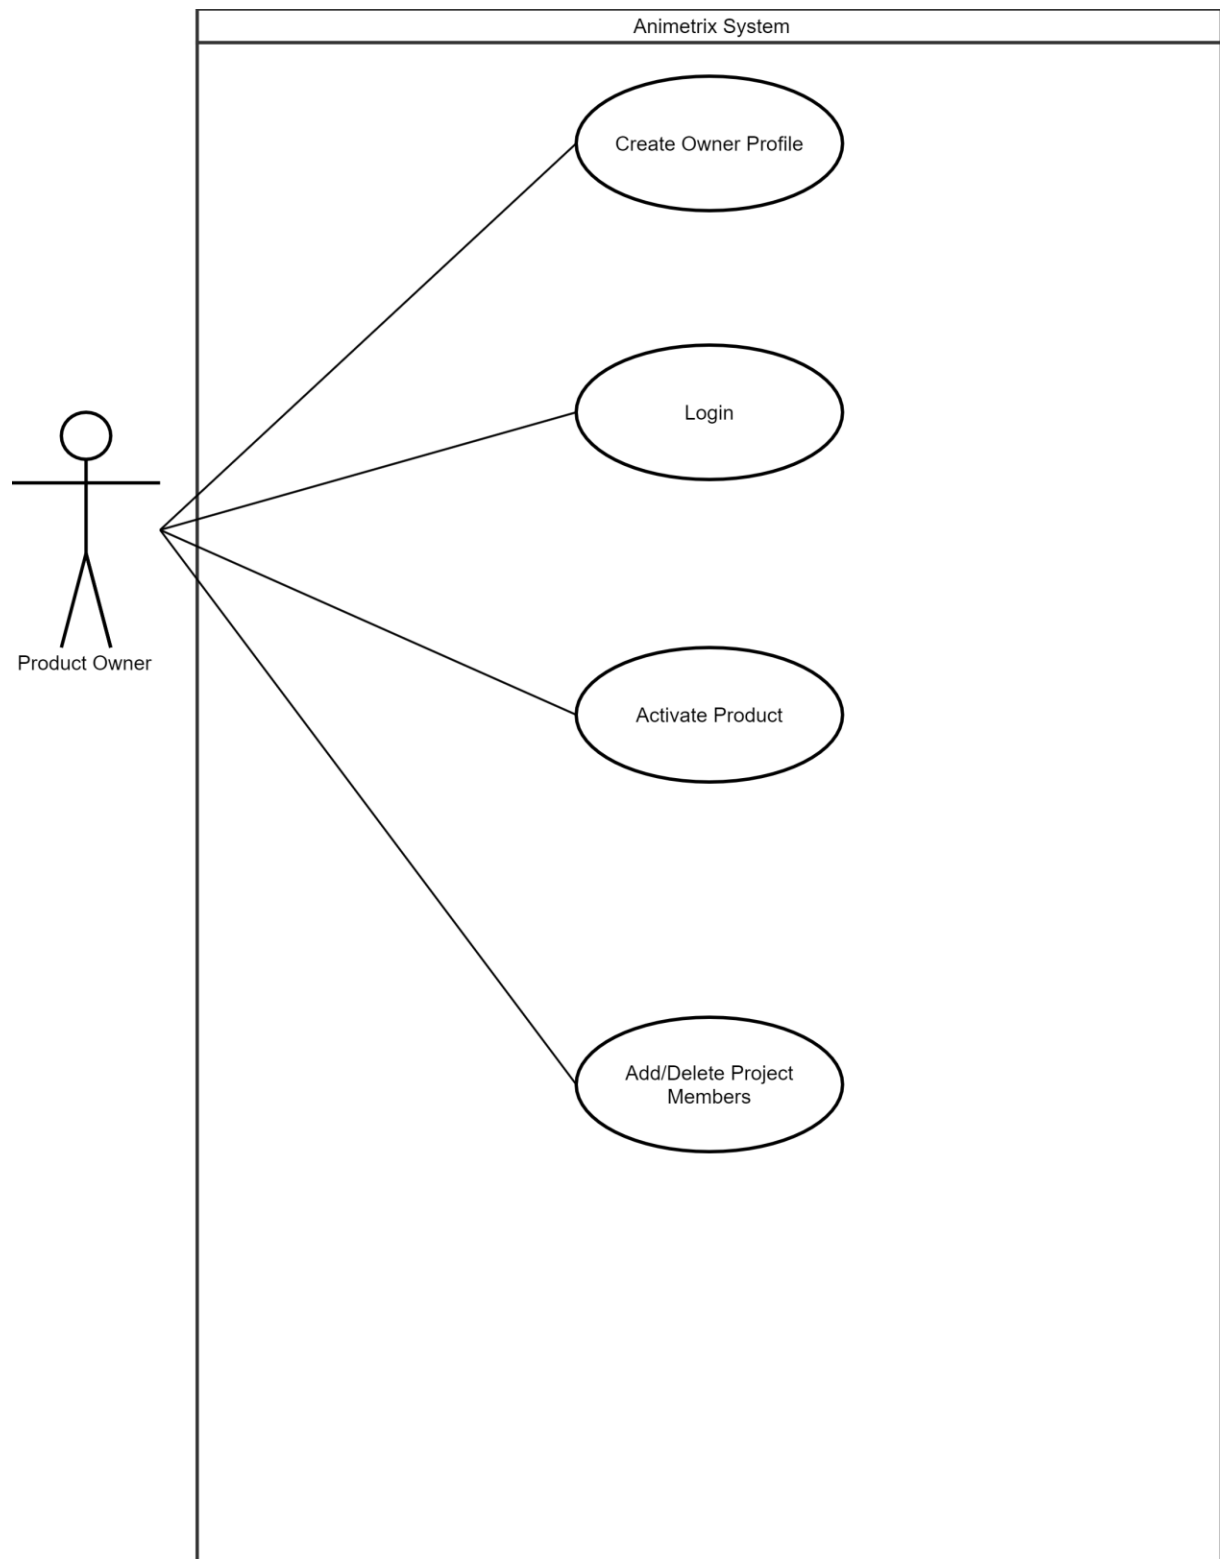 Animetrix System
Create Owner Profile
Login
Product Owner
Activate Product
Add/Delete Project
Members